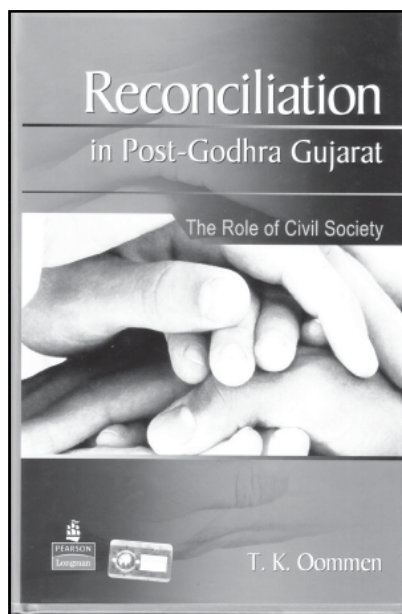 Reconciliation
in Post-Godhra Gujarat
The Role of Civil Society
PEARSON
Longman
T. K. Oommen